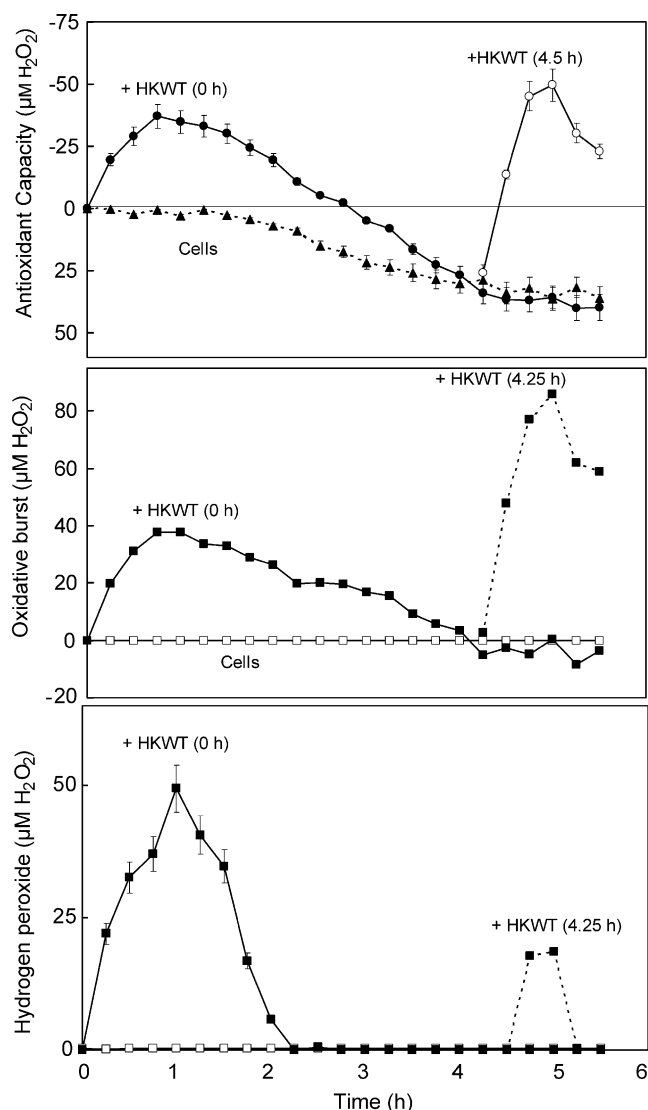 Antioxidant Capacity (µM H₂O₂)
-75
-50
-25
0
25
50
+ HKWT (0 h)
+HKWT (4.5 h)
Cells
Oxidative burst (µM H₂O₂)
80
60
40
20
0
-20
+ HKWT (4.25 h)
+ HKWT (0 h)
Cells
Hydrogen peroxide (µM H₂O₂)
50
25
0
+ HKWT (0 h)
+ HKWT (4.25 h)
0 1 2 3 4 5 6
Time (h)